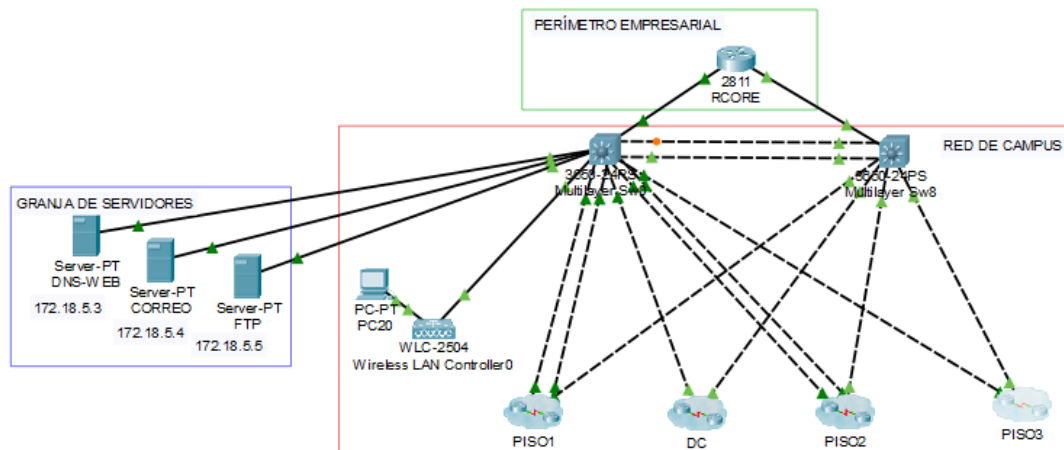 PERÍMETRO EMPRESARIAL
2811
RCORE
RED DE CAMPUS
Multilayer
Multilayer Sw8
GRANJA DE SERVIDORES
Server-PT
DNS-WEB
172.18.5.3
Server-PT
CORREO
172.18.5.4
Server-PT
FTP
172.18.5.5
PC-PT
PC20
WLC-2504
Wireless LAN Controller0
PISO1
DC
PISO2
PISO3